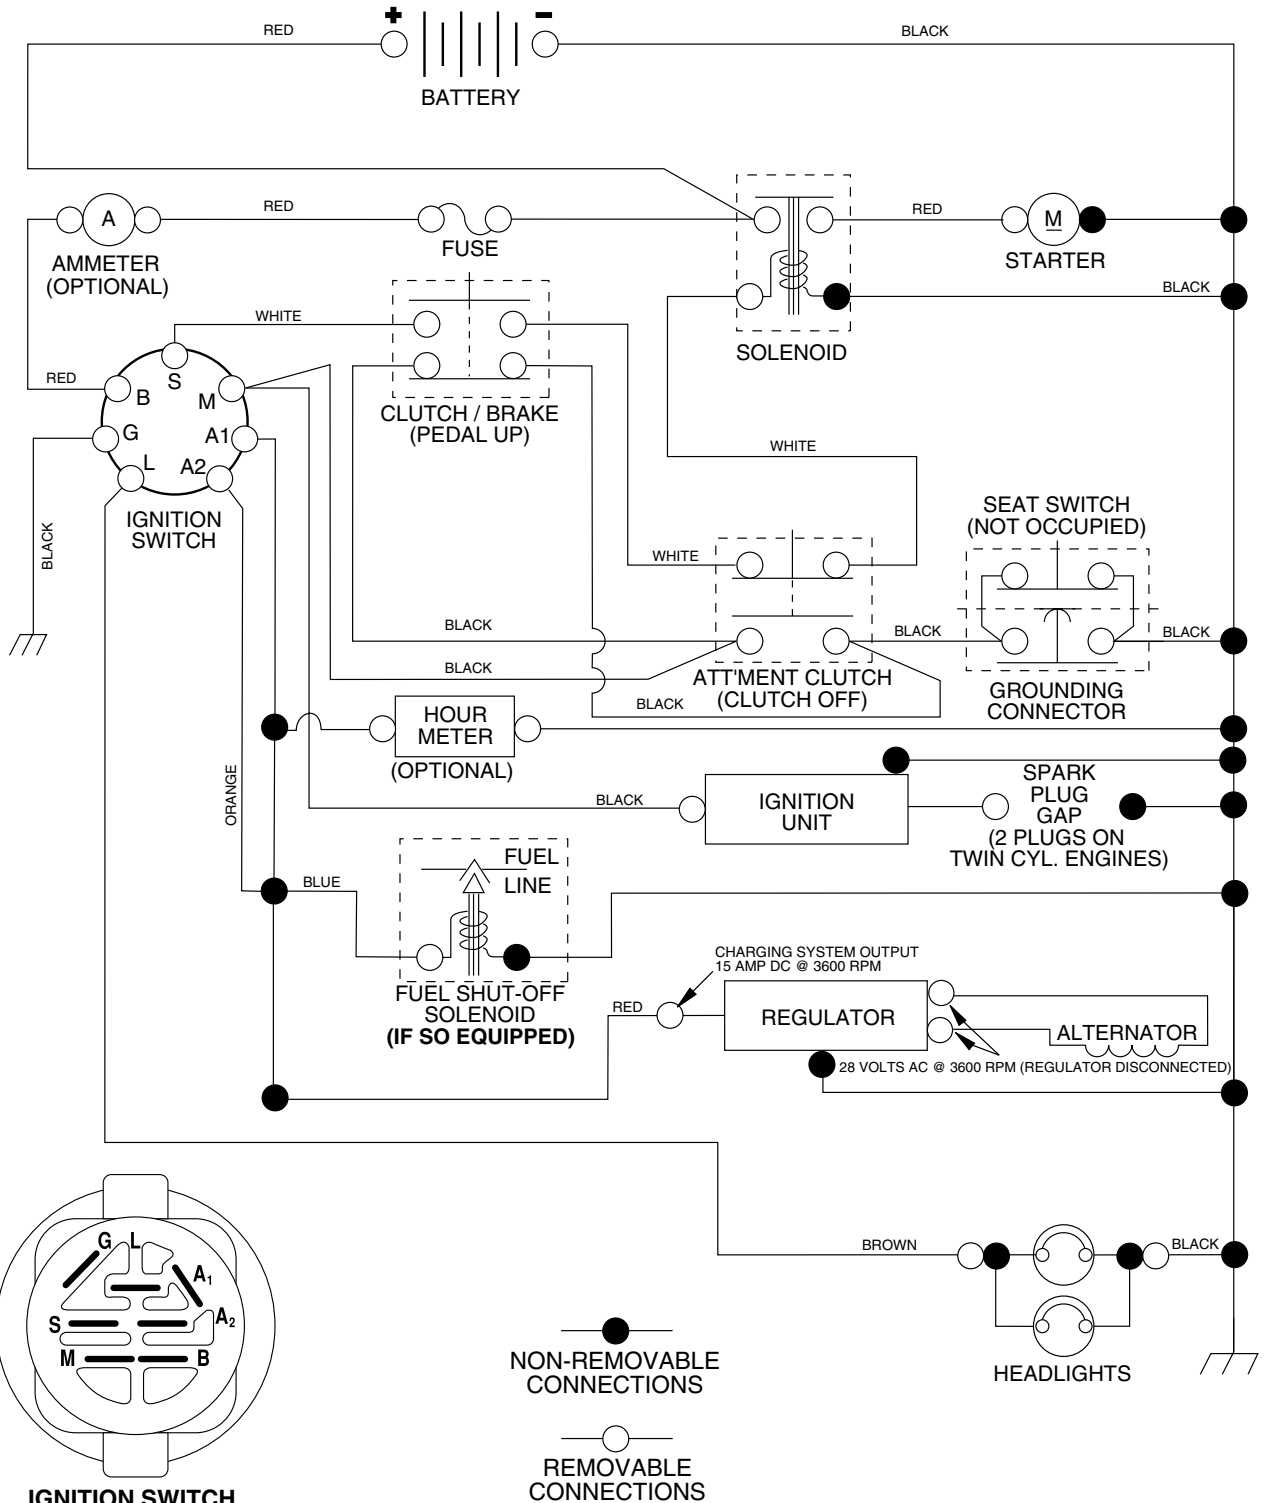 +
−
RED
BLACK
BATTERY
A
RED
FUSE
RED
M
AMMETER
(OPTIONAL)
STARTER
BLACK
SOLENOID
WHITE
RED
S
B
M
G
A1
L
A2
IGNITION
SWITCH
CLUTCH / BRAKE
(PEDAL UP)
WHITE
BLACK
SEAT SWITCH
(NOT OCCUPIED)
WHITE
BLACK
BLACK
BLACK
BLACK
BLACK
ATT'MENT CLUTCH
(CLUTCH OFF)
GROUNDING
CONNECTOR
HOUR
METER
(OPTIONAL)
ORANGE
BLACK
IGNITION
UNIT
SPARK
PLUG
GAP
(2 PLUGS ON
TWIN CYL. ENGINES)
BLUE
FUEL
LINE
FUEL SHUT-OFF
SOLENOID
(IF SO EQUIPPED)
CHARGING SYSTEM OUTPUT
15 AMP DC @ 3600 RPM
RED
REGULATOR
ALTERNATOR
28 VOLTS AC @ 3600 RPM (REGULATOR DISCONNECTED)
BROWN
BLACK
HEADLIGHTS
G
L
A1
S
A2
M
B
IGNITION SWITCH
NON-REMOVABLE
CONNECTIONS
REMOVABLE
CONNECTIONS